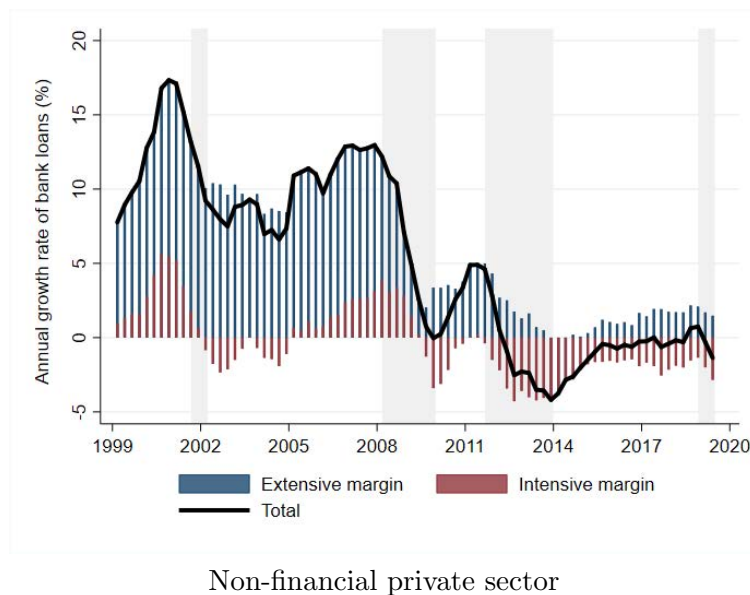 Annual growth rate of bank loans (%)
20
15
10
5
0
-5
1999 2002 2005 2008 2011 2014 2017 2020
Extensive margin Intensive margin
Total
Non-financial private sector